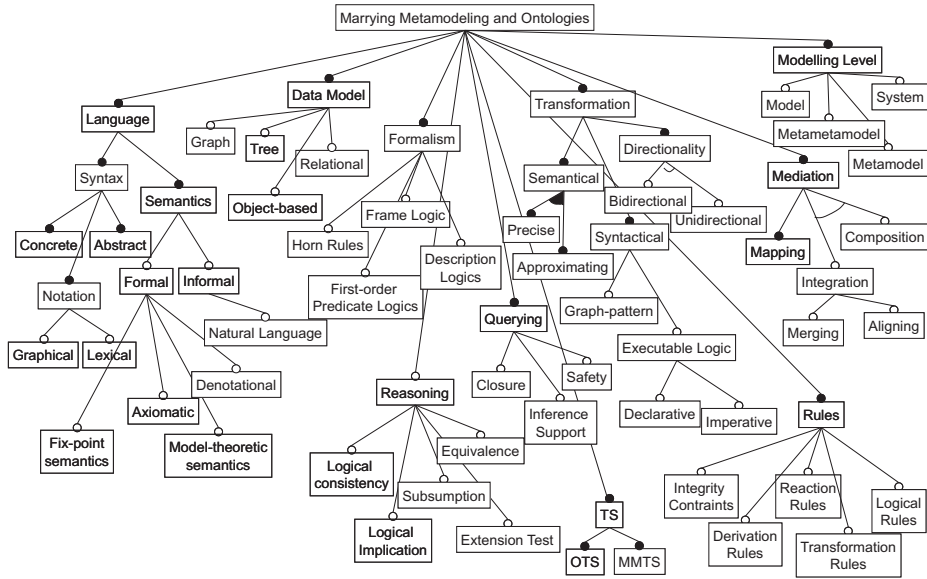 Marrying Metamodeling and Ontologies
Modelling Level
Model
System
Metametamodel
Metamodel
Data Model
Graph
Tree
Relational
Object-based
Language
Syntax
Semantics
Concrete
Abstract
Notation
Graphical
Lexical
Formal
Informal
Natural Language
Denotational
Axiomatic
Fix-point
semantics
Model-theoretic
semantics
Formalism
Frame Logic
Horn Rules
Description
Logics
First-order
Predicate Logics
Transformation
Directionality
Semantical
Bidirectional
Unidirectional
Precise
Syntactical
Approximating
Graph-pattern
Executable Logic
Declarative
Imperative
Mediation
Mapping
Composition
Integration
Merging
Aligning
Querying
Closure
Safety
Inference
Support
Reasoning
Logical
consistency
Equivalence
Subsumption
Logical
Implication
Extension Test
TS
OTS
MMTS
Rules
Integrity
Contraints
Reaction
Rules
Logical
Rules
Derivation
Rules
Transformation
Rules